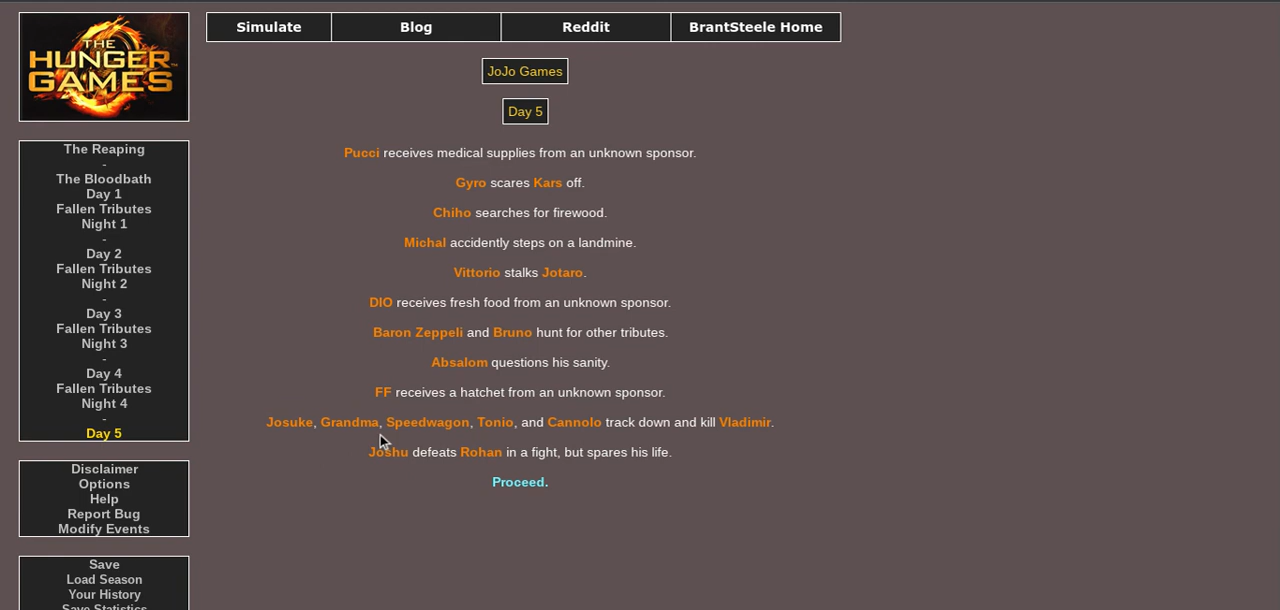 THE
HUNGER
GAMES
Simulate
Blog
Reddit
BrantSteele Home
JoJo Games
Day 5
The Reaping
-
The Bloodbath
Day 1
Fallen Tributes
Night 1
-
Day 2
Fallen Tributes
Night 2
-
Day 3
Fallen Tributes
Night 3
-
Day 4
Fallen Tributes
Night 4
-
Day 5
Disclaimer
Options
Help
Report Bug
Modify Events
Save
Load Season
Your History
Save Statistics
Pucci receives medical supplies from an unknown sponsor.
Gyro scares Kars off.
Chiho searches for firewood.
Michal accidently steps on a landmine.
Vittorio stalks Jotaro.
DIO receives fresh food from an unknown sponsor.
Baron Zeppeli and Bruno hunt for other tributes.
Absalom questions his sanity.
FF receives a hatchet from an unknown sponsor.
Josuke, Grandma, Speedwagon, Tonio, and Cannolo track down and kill Vladimir.
Joshu defeats Rohan in a fight, but spares his life.
Proceed.